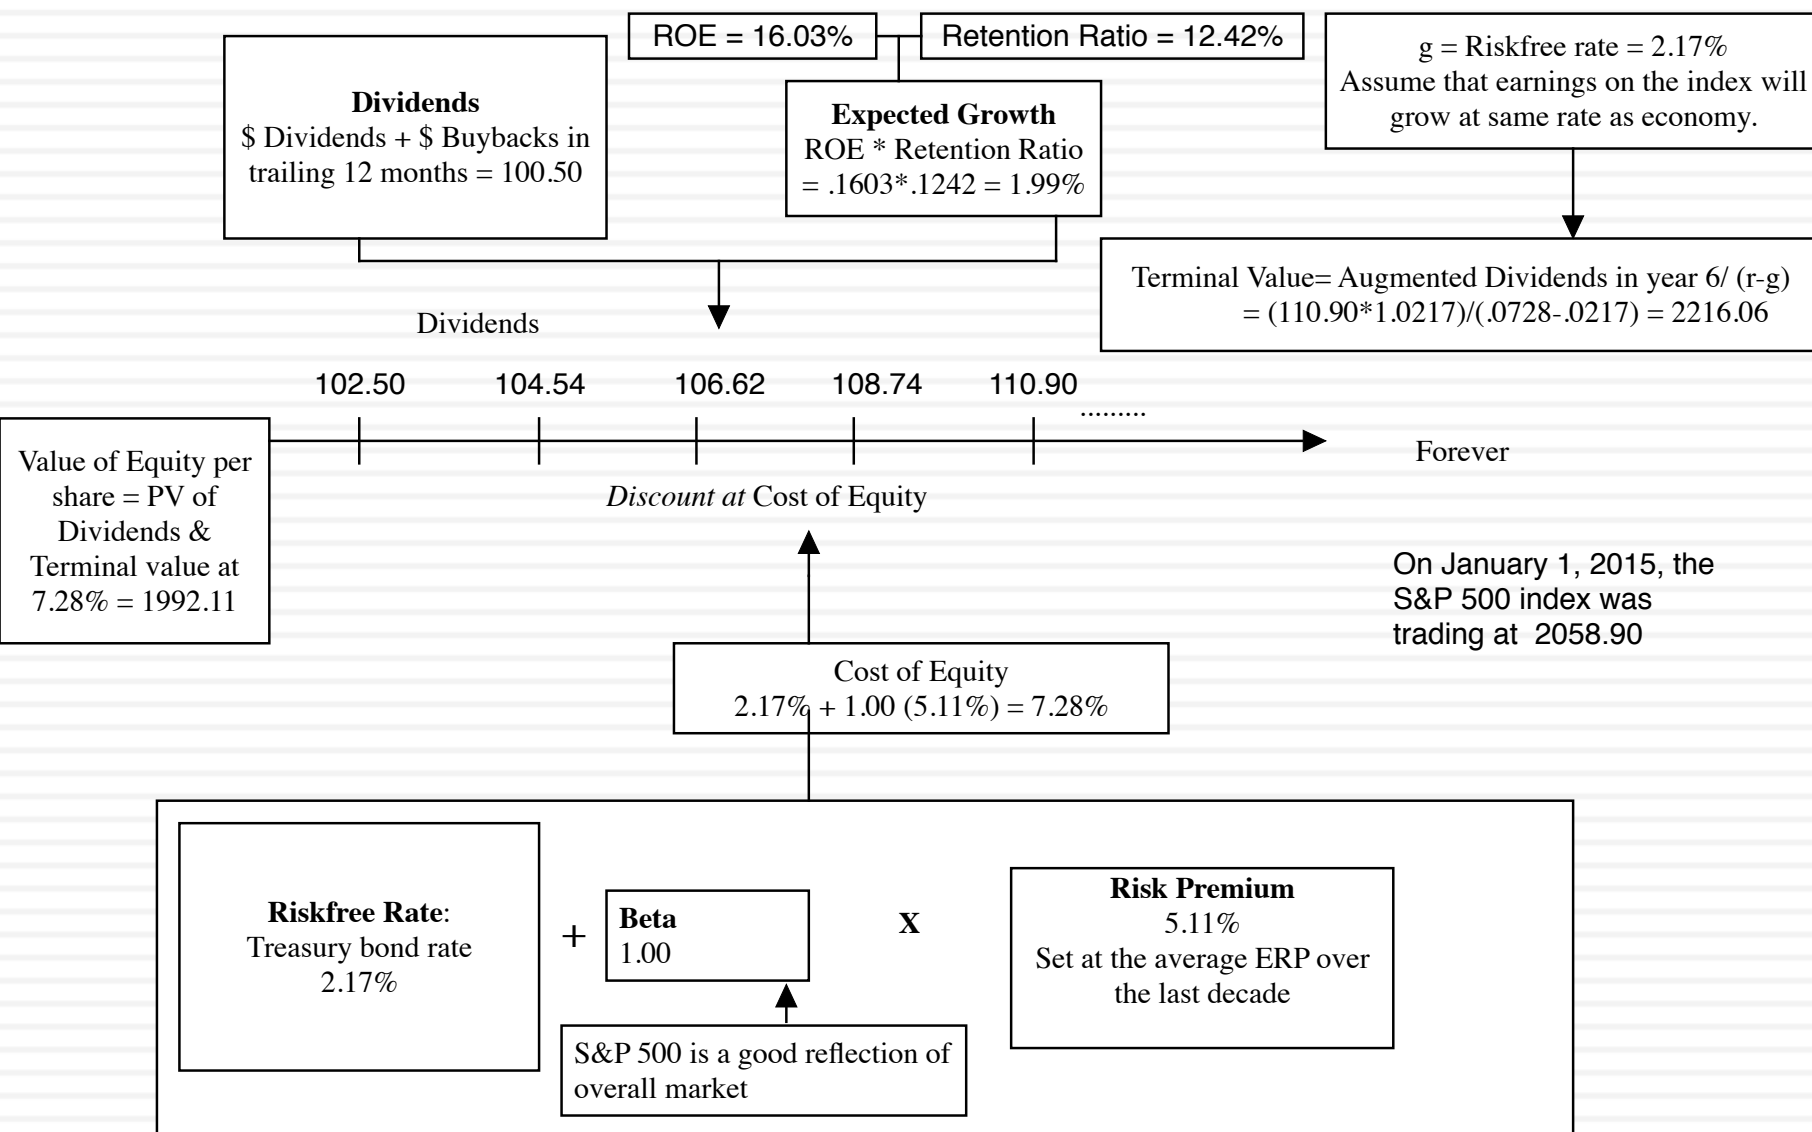 ROE = 16.03%
Retention Ratio = 12.42%
g = Riskfree rate = 2.17%
Assume that earnings on the index will
grow at same rate as economy.
Dividends
$ Dividends + $ Buybacks in
trailing 12 months = 100.50
Expected Growth
ROE * Retention Ratio
= .1603*.1242 = 1.99%
Terminal Value= Augmented Dividends in year 6/ (r-g)
= (110.90*1.0217)/(.0728-.0217) = 2216.06
Dividends
102.50 104.54 106.62 108.74 110.90
.........
Forever
Value of Equity per
share = PV of
Dividends &
Terminal value at
7.28% = 1992.11
Discount at Cost of Equity
On January 1, 2015, the
S&P 500 index was
trading at 2058.90
Cost of Equity
2.17% + 1.00 (5.11%) = 7.28%
Riskfree Rate:
Treasury bond rate
2.17%
+
Beta
1.00
X
Risk Premium
5.11%
Set at the average ERP over
the last decade
S&P 500 is a good reflection of
overall market